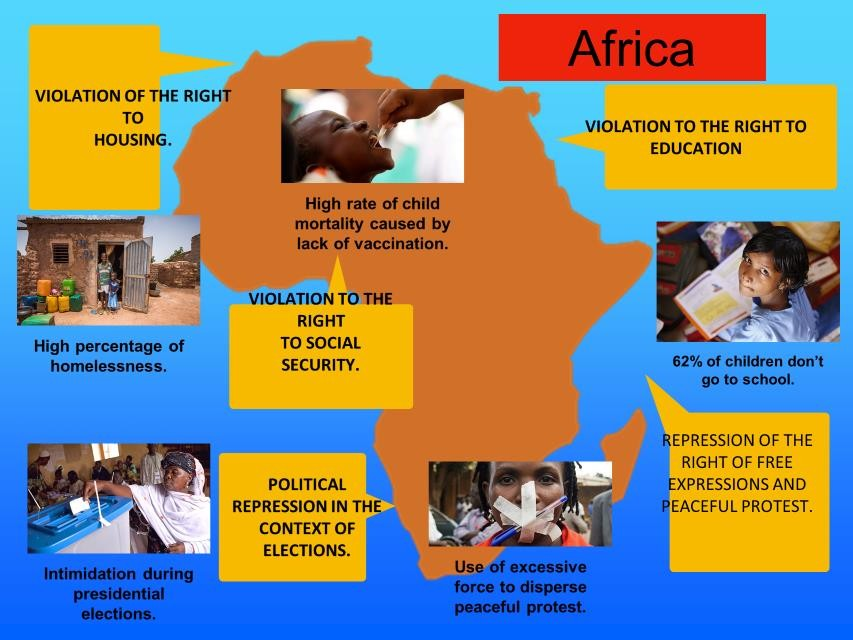 Africa
VIOLATION OF THE RIGHT
TO
HOUSING.
VIOLATION TO THE RIGHT TO
EDUCATION
High rate of child
mortality caused by
lack of vaccination.
High percentage of
homelessness.
VIOLATION TO THE
RIGHT
TO SOCIAL
SECURITY.
62% of children don't
go to school.
REPRESSION OF THE
RIGHT OF FREE
EXPRESSIONS AND
PEACEFUL PROTEST.
POLITICAL
REPRESSION IN THE
CONTEXT OF
ELECTIONS.
Intimidation during
presidential
elections.
Use of excessive
force to disperse
peaceful protest.